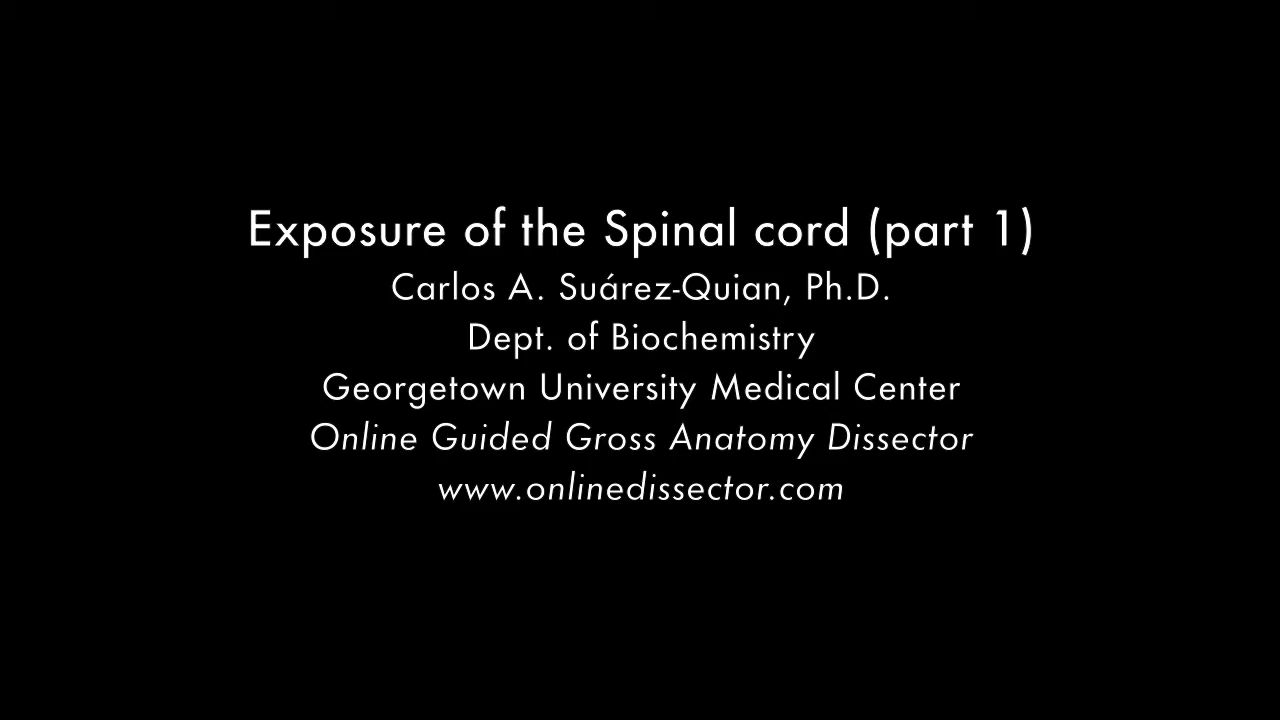 Exposure of the Spinal cord (part 1)
Carlos A. Suárez-Quian, Ph.D.
Dept. of Biochemistry
Georgetown University Medical Center
Online Guided Gross Anatomy Dissector
www.onlinedissector.com